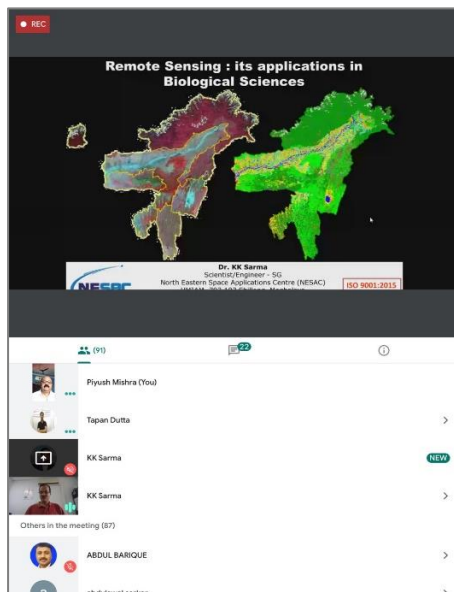 REC
Remote Sensing : its applications in
Biological Sciences
Dr. KK Sarma
Scientist/Engineer - SG
North Eastern Space Applications Centre (NESAC)
ISO 9001:2015
NESAC
(91)
22
Piyush Mishra (You)
Tapan Dutta
KK Sarma
NEW
KK Sarma
Others in the meeting (87)
ABDUL BARIQUE